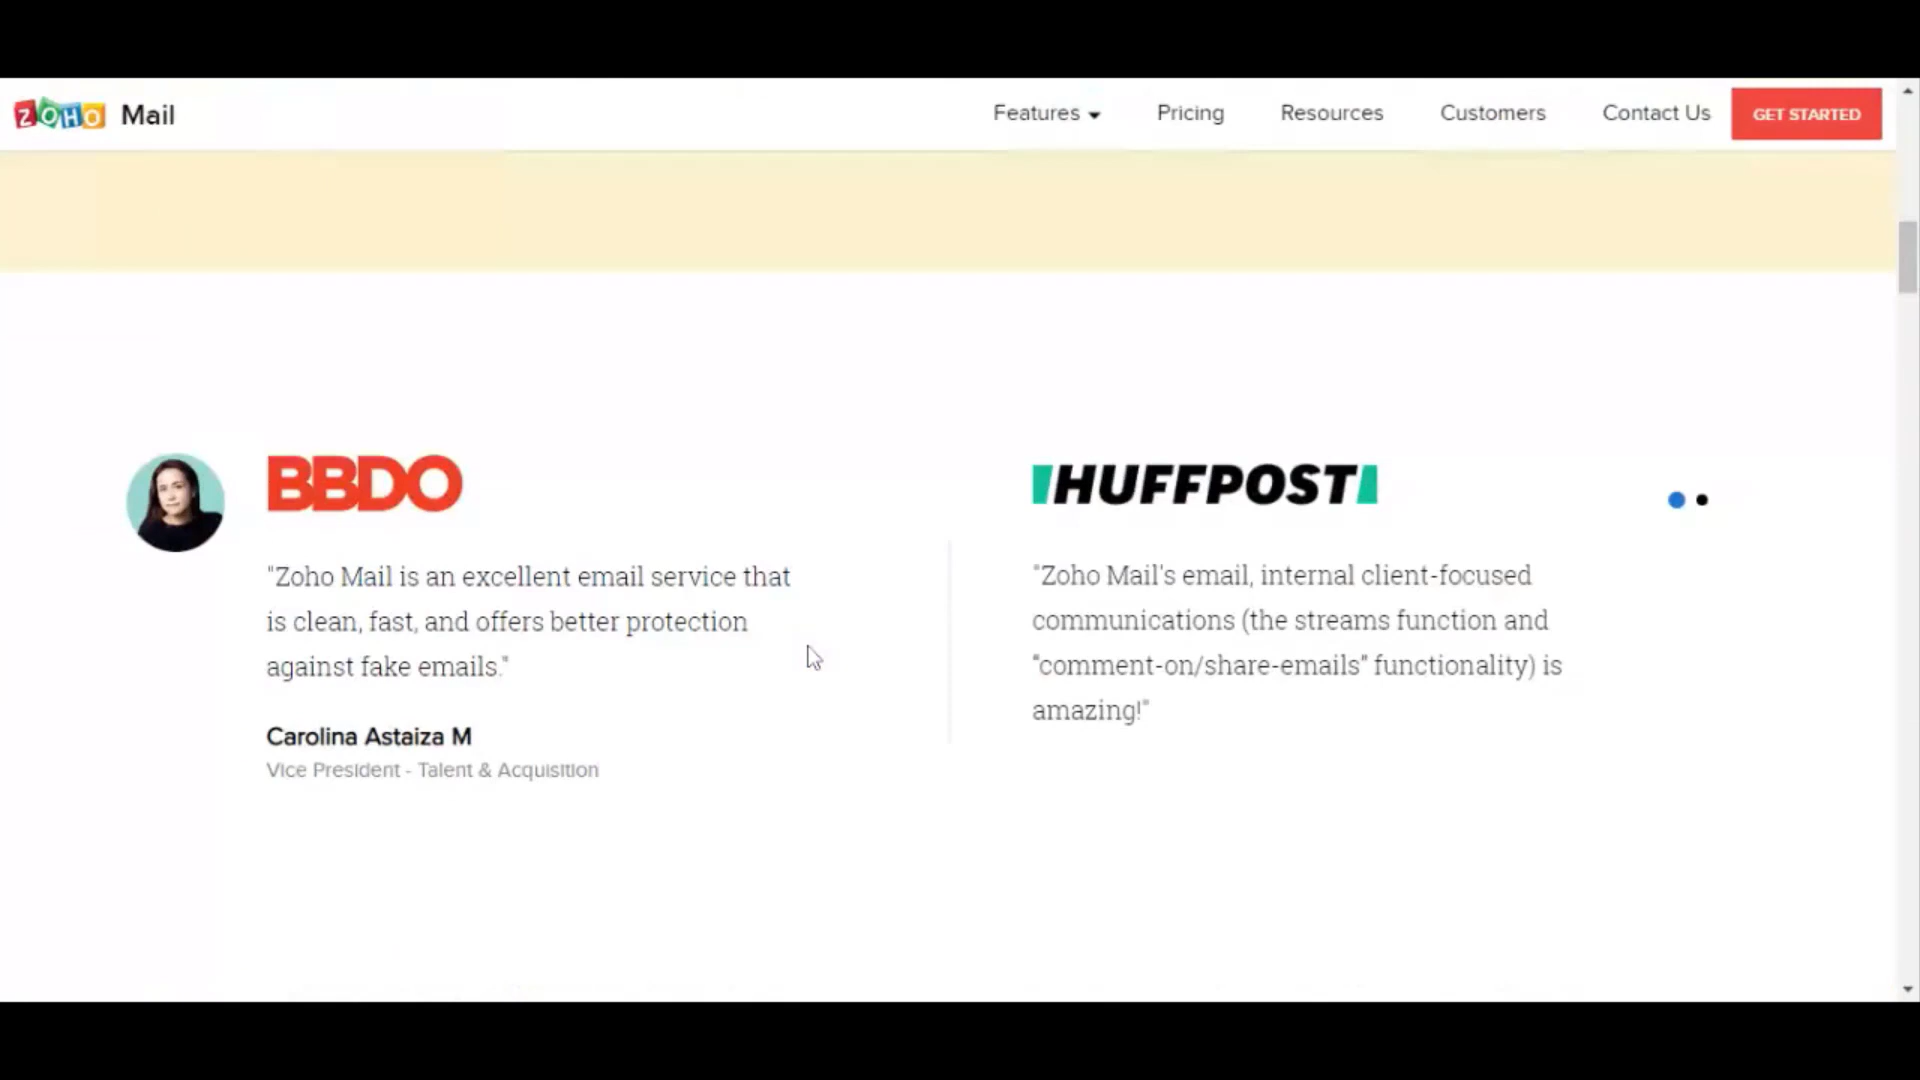 ZOHO Mail
Features
Pricing
Resources
Customers
Contact Us
GET STARTED
BBDO
"Zoho Mail is an excellent email service that
is clean, fast, and offers better protection
against fake emails."
Carolina Astaiza M
Vice President - Talent & Acquisition
HUFFPOST
"Zoho Mail's email, internal client-focused
communications (the streams function and
"comment-on/share-emails" functionality) is
amazing!"